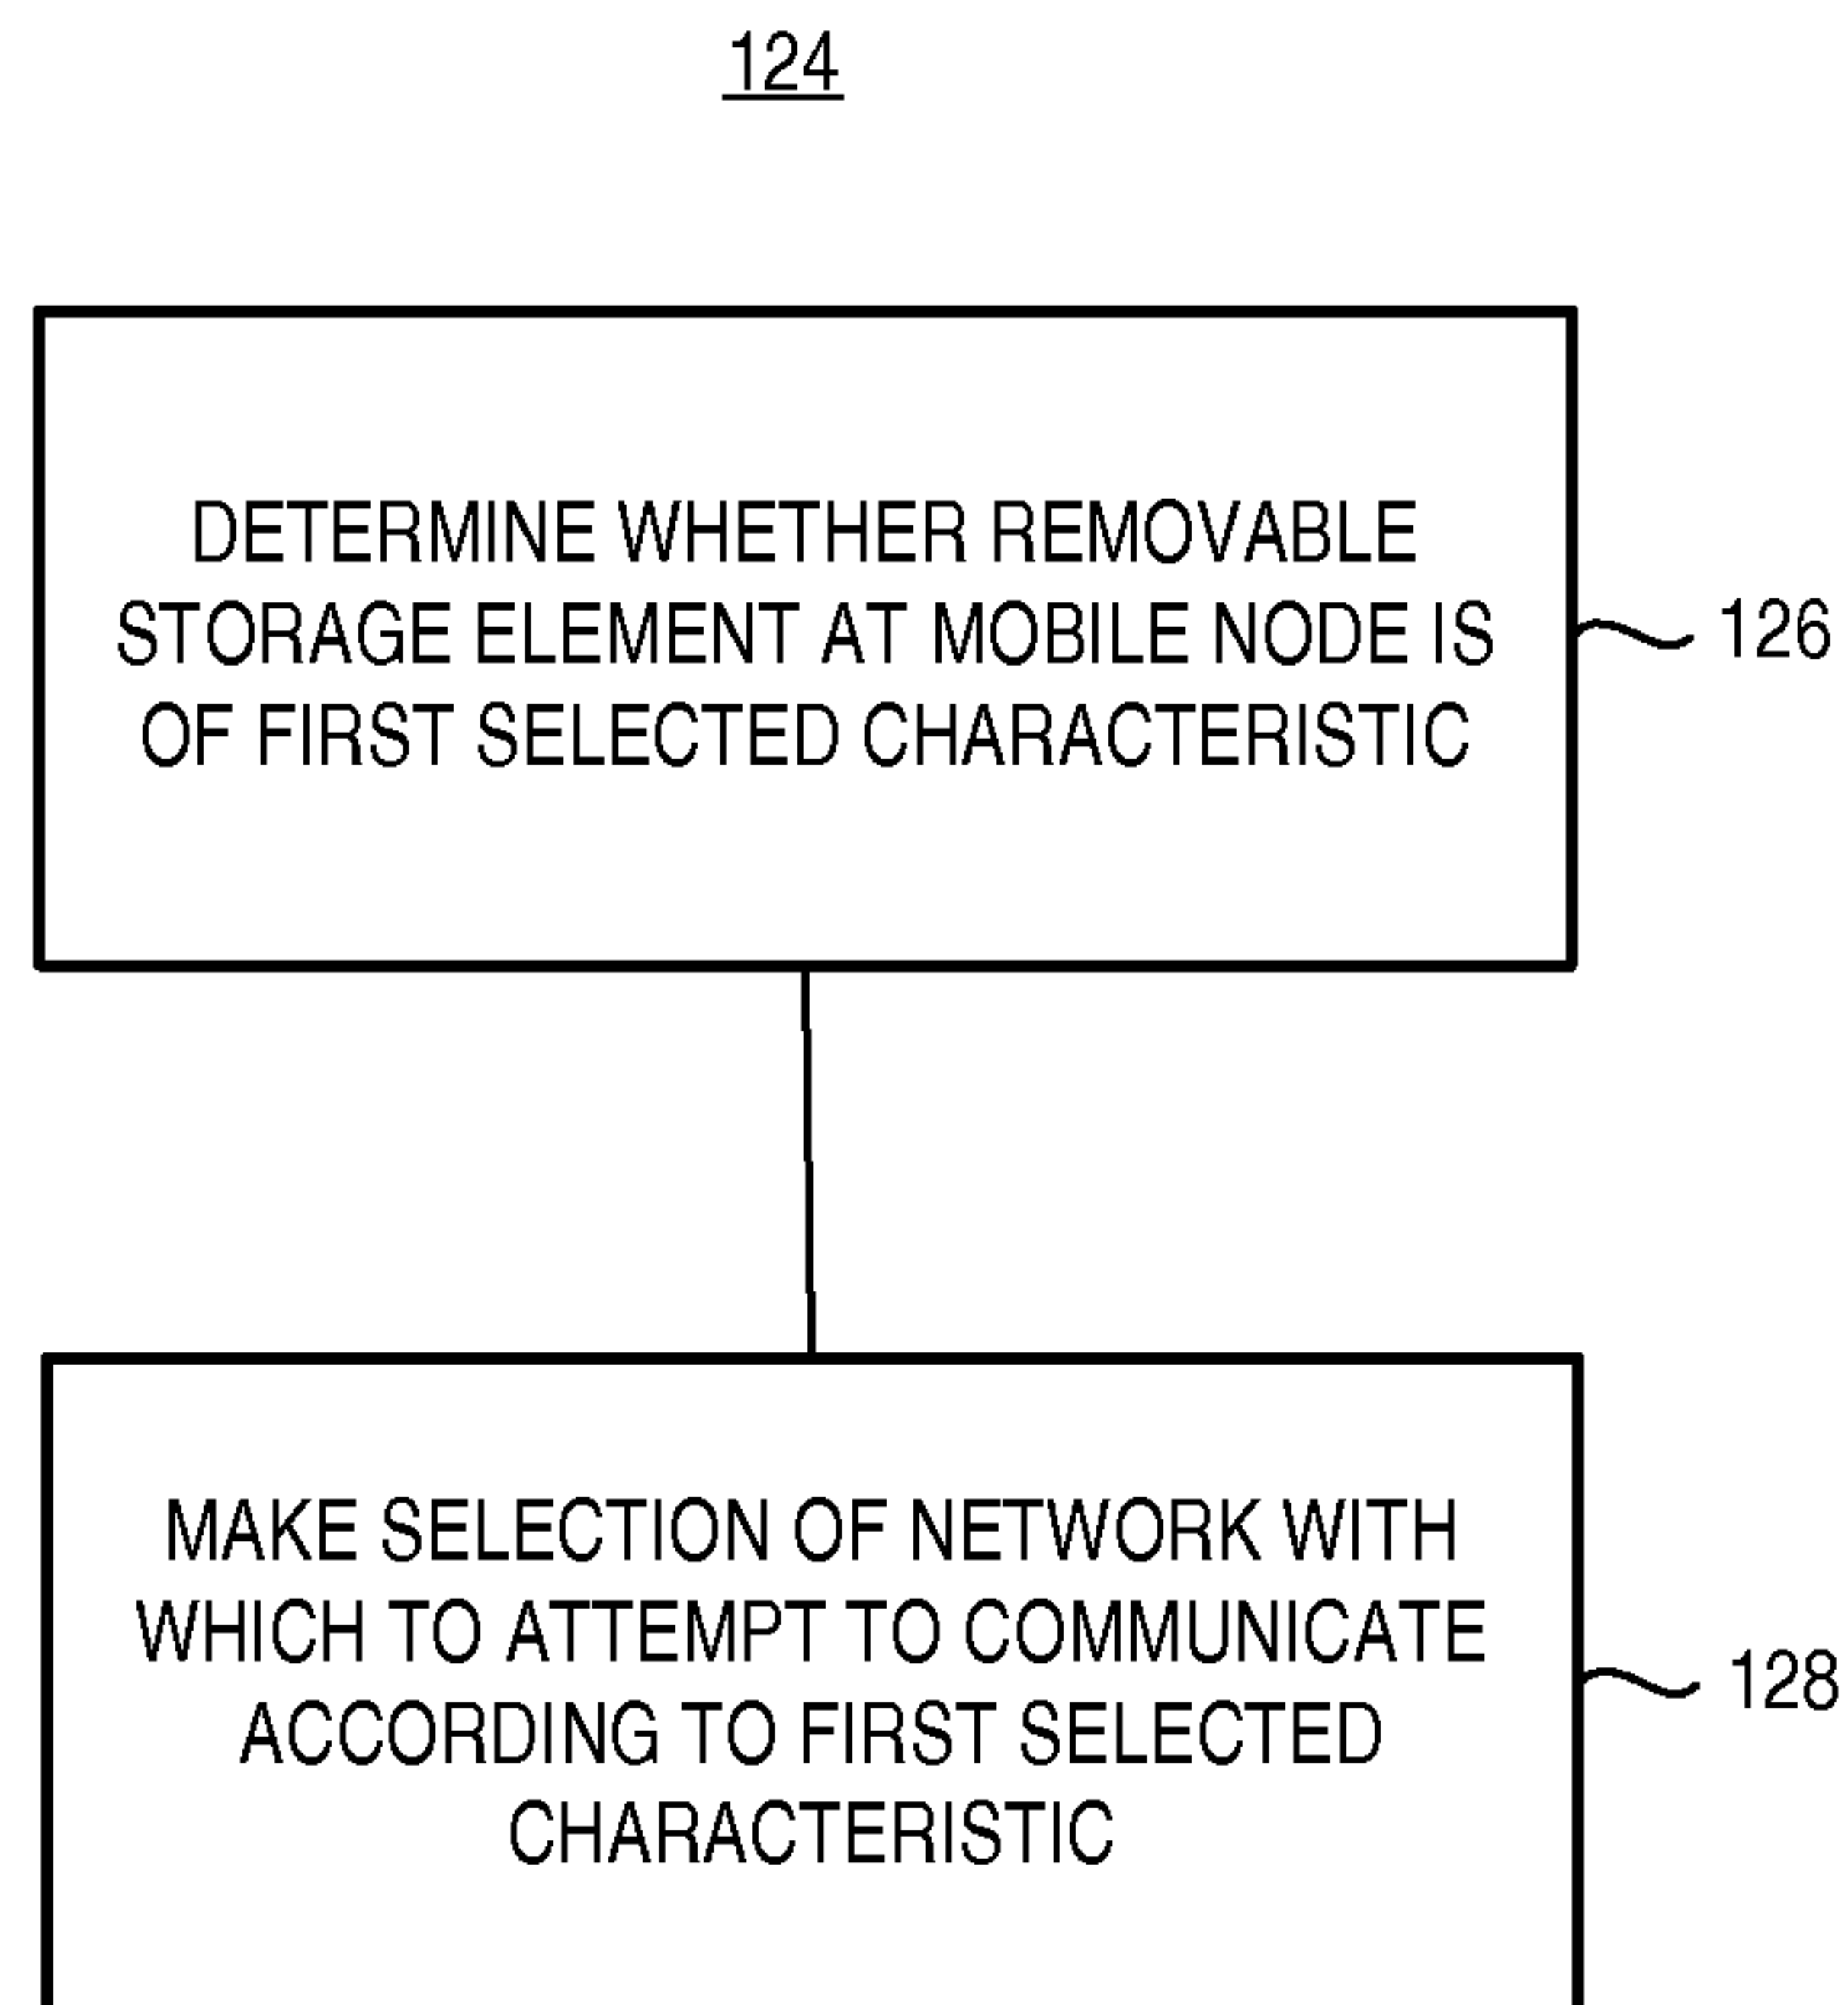 124
DETERMINE WHETHER REMOVABLE
STORAGE ELEMENT AT MOBILE NODE IS
OF FIRST SELECTED CHARACTERISTIC
126
MAKE SELECTION OF NETWORK WITH
WHICH TO ATTEMPT TO COMMUNICATE
ACCORDING TO FIRST SELECTED
CHARACTERISTIC
128